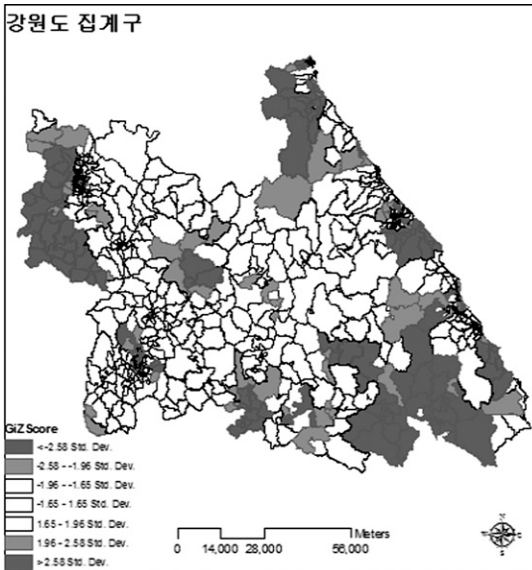 강원도 집계구
GiZScore
<-2.58 Std. Dev.
-2.58 - -1.96 Std. Dev.
-1.96 - -1.65 Std. Dev.
-1.65 - 1.65 Std. Dev.
1.65 - 1.96 Std. Dev.
1.96 - 2.58 Std. Dev.
>2.58 Std. Dev.
Meters
0 14,000 28,000 56,000